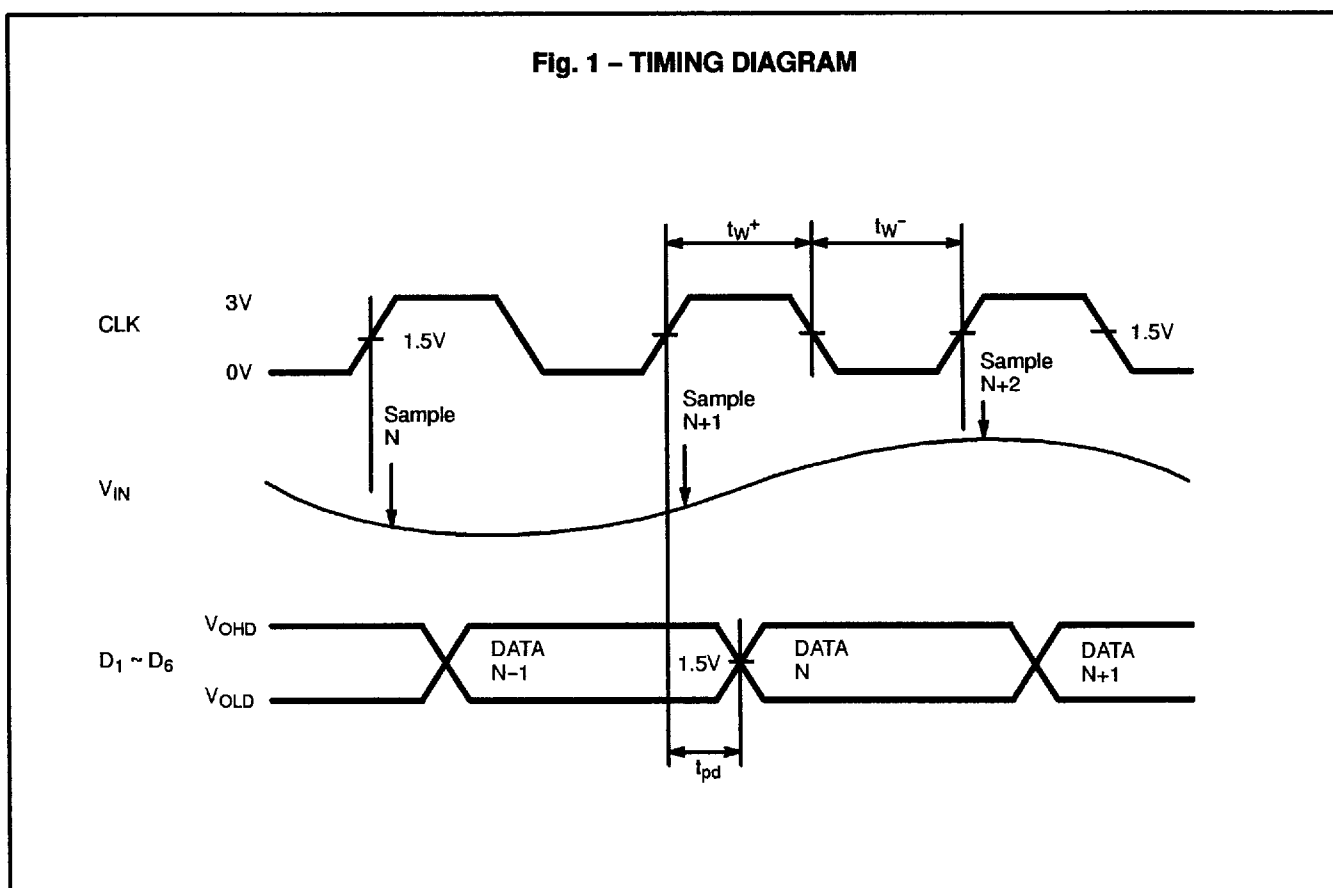 Fig. 1 – TIMING DIAGRAM
tW+
tW−
CLK
3V
0V
1.5V
1.5V
Sample
N
Sample
N+1
Sample
N+2
VIN
D1 ~ D6
VOHD
VOLD
DATA
N−1
1.5V
DATA
N
DATA
N+1
tpd